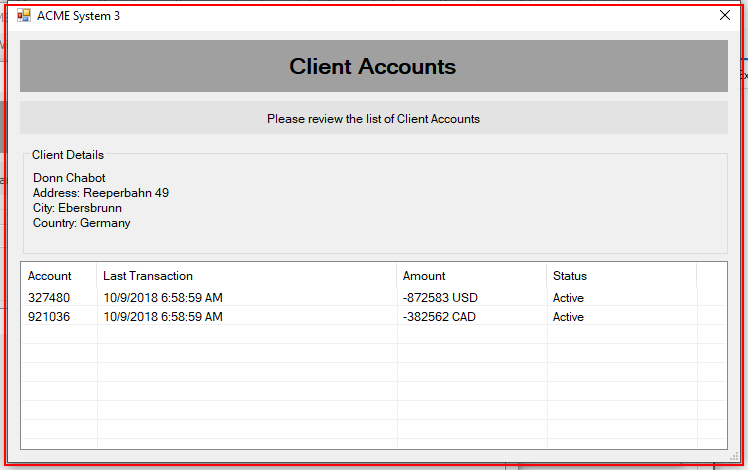 ACME System 3
Client Accounts
Please review the list of Client Accounts
Client Details
Donn Chabot
Address: Reeperbahn 49
City: Ebersbrunn
Country: Germany
Account Last Transaction Amount Status
327480 10/9/2018 6:58:59 AM -872583 USD Active
921036 10/9/2018 6:58:59 AM -382562 CAD Active